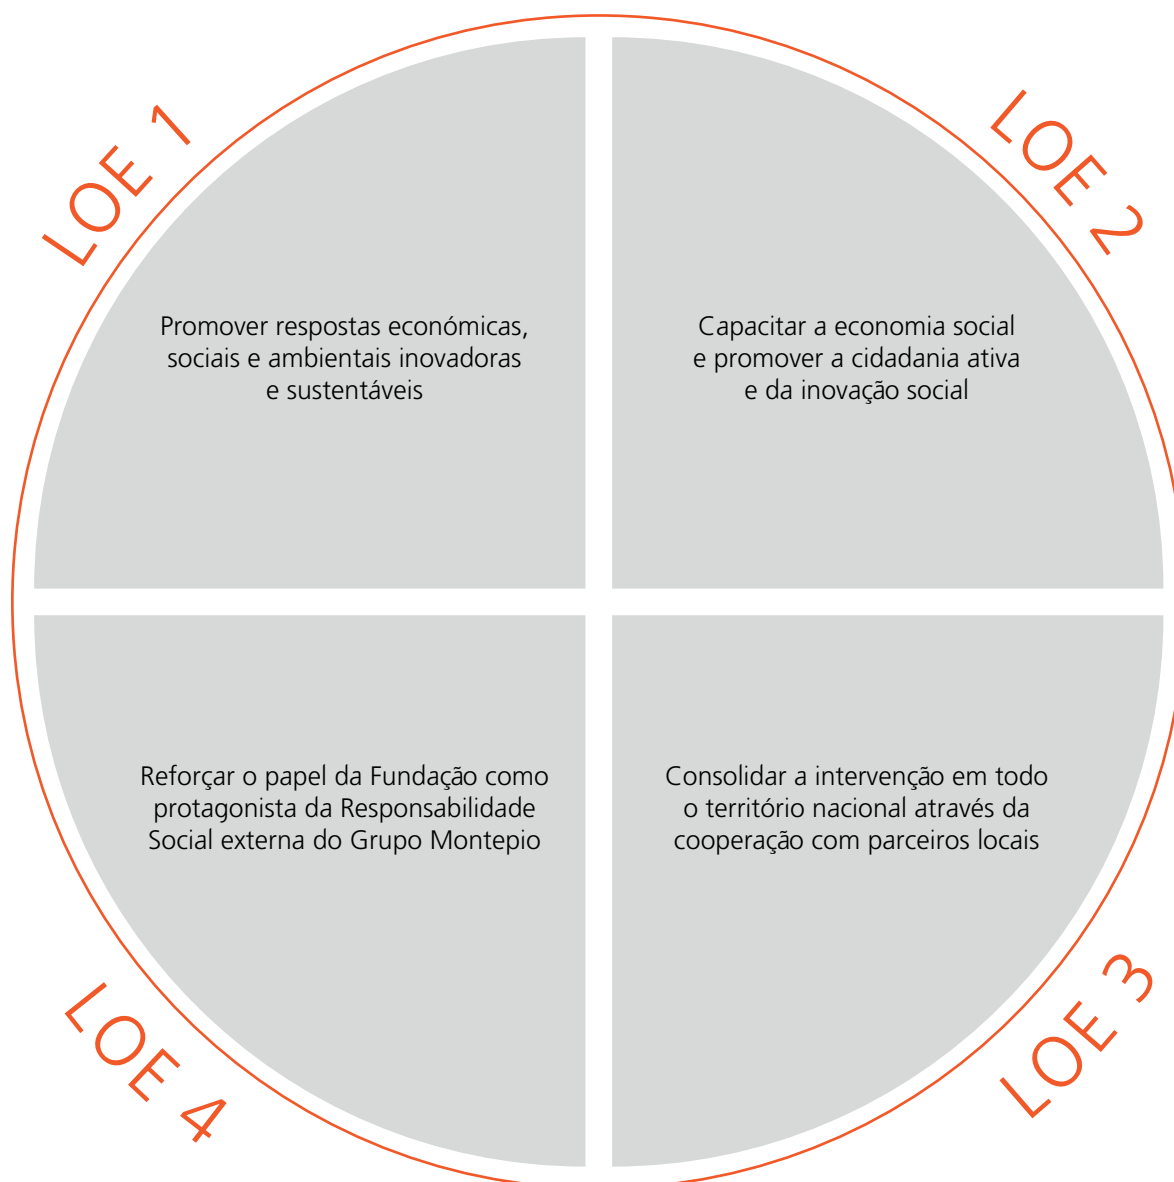 LOE 1
Promover respostas económicas,
sociais e ambientais inovadoras
e sustentáveis
LOE 2
Capacitar a economia social
e promover a cidadania ativa
e da inovação social
LOE 3
Consolidar a intervenção em todo
o território nacional através da
cooperação com parceiros locais
LOE 4
Reforçar o papel da Fundação como
protagonista da Responsabilidade
Social externa do Grupo Montepio